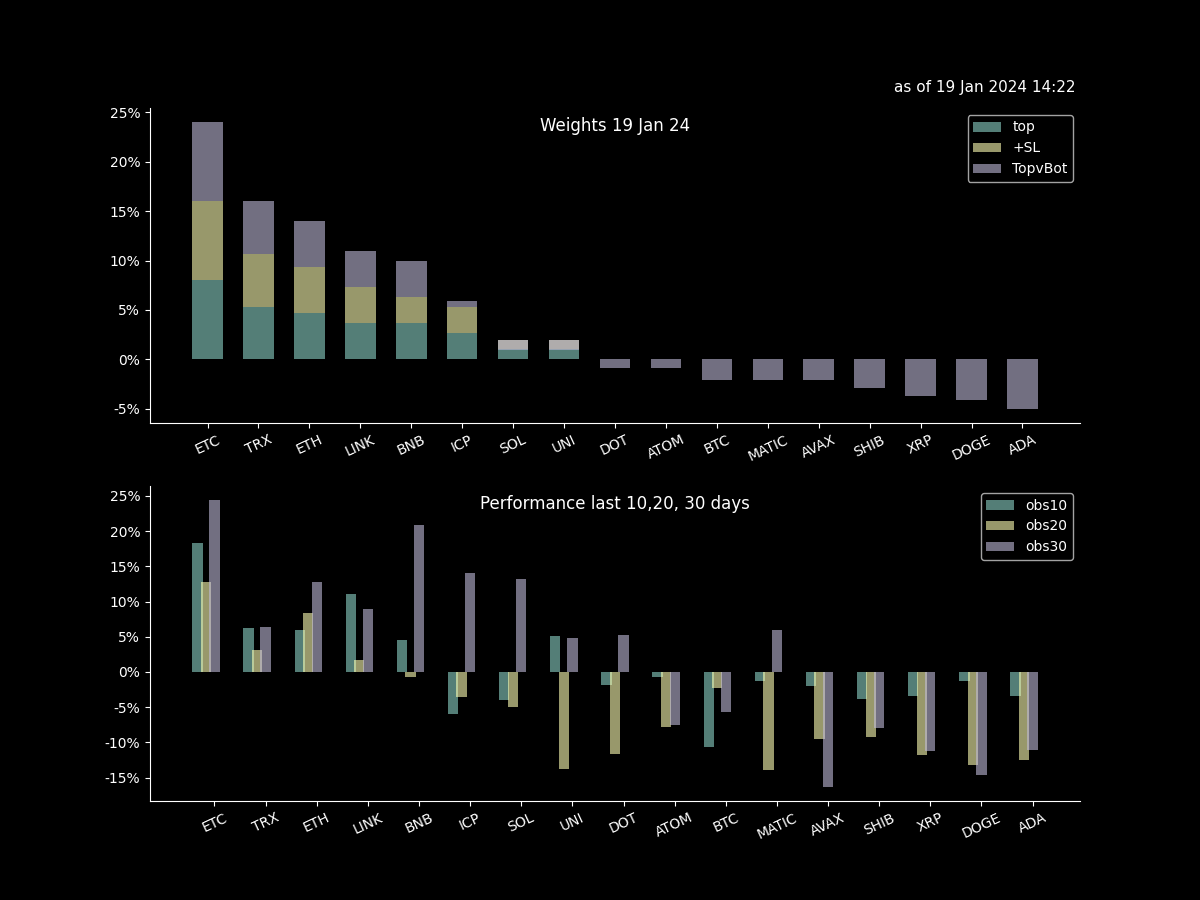 as of 19 Jan 2024 14:22
Weights 19 Jan 24
top
+SL
TopvBot
25%
20%
15%
10%
5%
0%
-5%
ETC TRX ETH LINK BNB ICP SOL UNI DOT ATOM BTC MATIC AVAX SHIB XRP DOGE ADA
Performance last 10,20, 30 days
obs10
obs20
obs30
25%
20%
15%
10%
5%
0%
-5%
-10%
-15%
ETC TRX ETH LINK BNB ICP SOL UNI DOT ATOM BTC MATIC AVAX SHIB XRP DOGE ADA